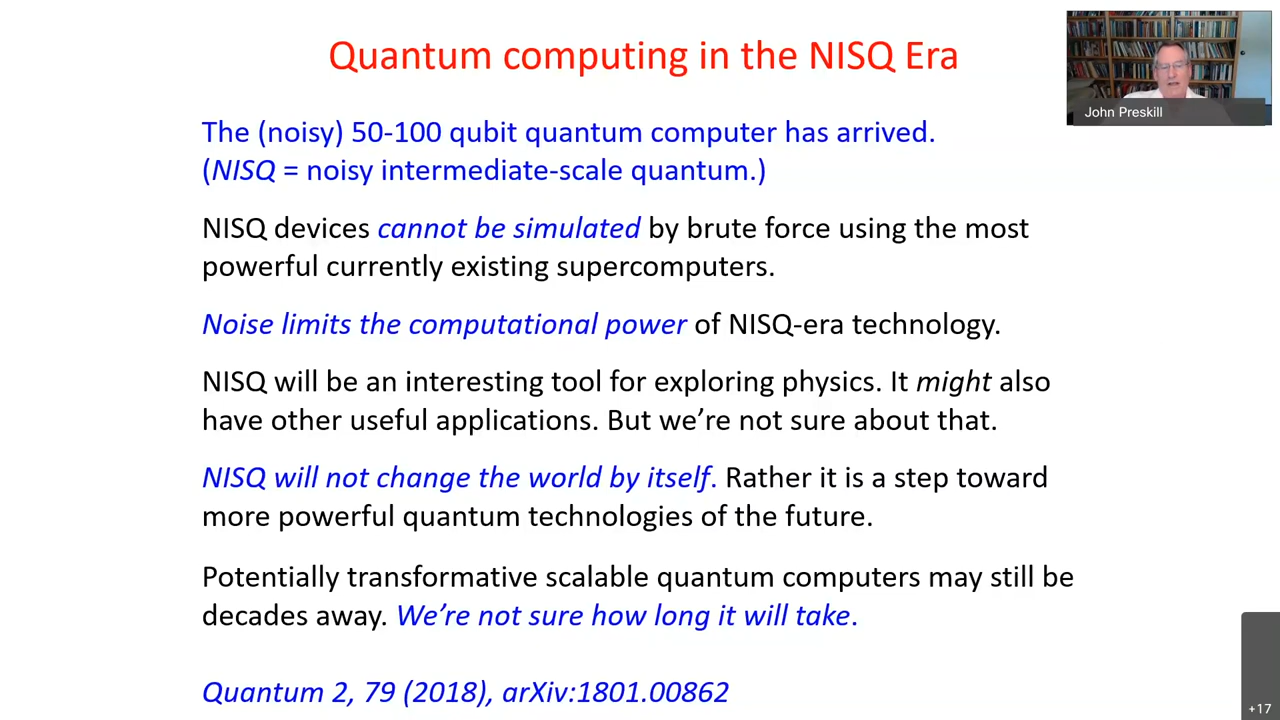 Quantum computing in the NISQ Era
John Preskill
The (noisy) 50-100 qubit quantum computer has arrived.
(NISQ = noisy intermediate-scale quantum.)
NISQ devices cannot be simulated by brute force using the most
powerful currently existing supercomputers.
Noise limits the computational power of NISQ-era technology.
NISQ will be an interesting tool for exploring physics. It might also
have other useful applications. But we’re not sure about that.
NISQ will not change the world by itself. Rather it is a step toward
more powerful quantum technologies of the future.
Potentially transformative scalable quantum computers may still be
decades away. We’re not sure how long it will take.
Quantum 2, 79 (2018), arXiv:1801.00862
+17